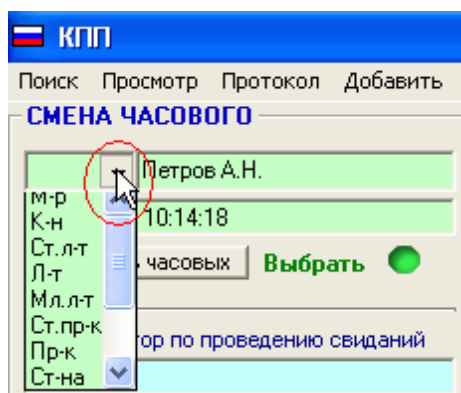 КПП
Поиск Просмотр Протокол Добавить
СМЕНА ЧАСОВОГО
Петров А.Н.
м-р
10:14:18
К-н
Ст.л-т
часовых Выбрать
Л-т
Мл.л-т
Ст.пр-к
ор по проведению свиданий
Пр-к
Ст-на